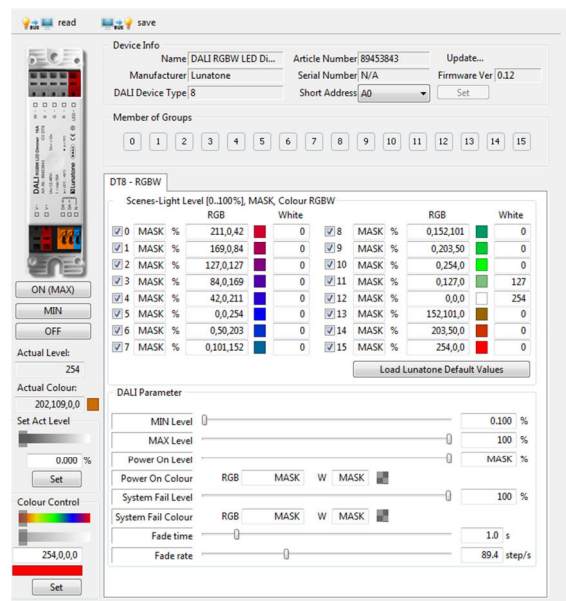 read save
Device Info
Name DALI RGBW LED Di... Article Number 89453843 Update...
Manufacturer Lunatone Serial Number N/A Firmware Ver 0.12
DALI Device Type 8 Short Address A0 Set
Member of Groups
0 1 2 3 4 5 6 7 8 9 10 11 12 13 14 15
DT8 - RGBW
Scenes-Light Level [0..100%], MASK, Colour RGBW
RGB White RGB White
0 MASK % 211,0,42 0 8 MASK % 0,152,101 0
1 MASK % 169,0,84 0 9 MASK % 0,203,50 0
2 MASK % 127,0,127 0 10 MASK % 0,254,0 0
3 MASK % 84,0,169 0 11 MASK % 0,127,0 127
4 MASK % 42,0,211 0 12 MASK % 0,0,0 254
5 MASK % 0,0,254 0 13 MASK % 152,101,0 0
6 MASK % 0,50,203 0 14 MASK % 203,50,0 0
7 MASK % 0,101,152 0 15 MASK % 254,0,0 0
Load Lunatone Default Values
ON (MAX)
MIN
OFF
Actual Level:
254
Actual Colour:
202,109,0,0
Set Act Level
0.000 %
Set
Colour Control
254,0,0,0
Set
DALI Parameter
MIN Level 0.100 %
MAX Level 100 %
Power On Level MASK %
Power On Colour RGB MASK W MASK
System Fail Level 100 %
System Fail Colour RGB MASK W MASK
Fade time 1.0 s
Fade rate 89.4 step/s
DALI
Lunatone